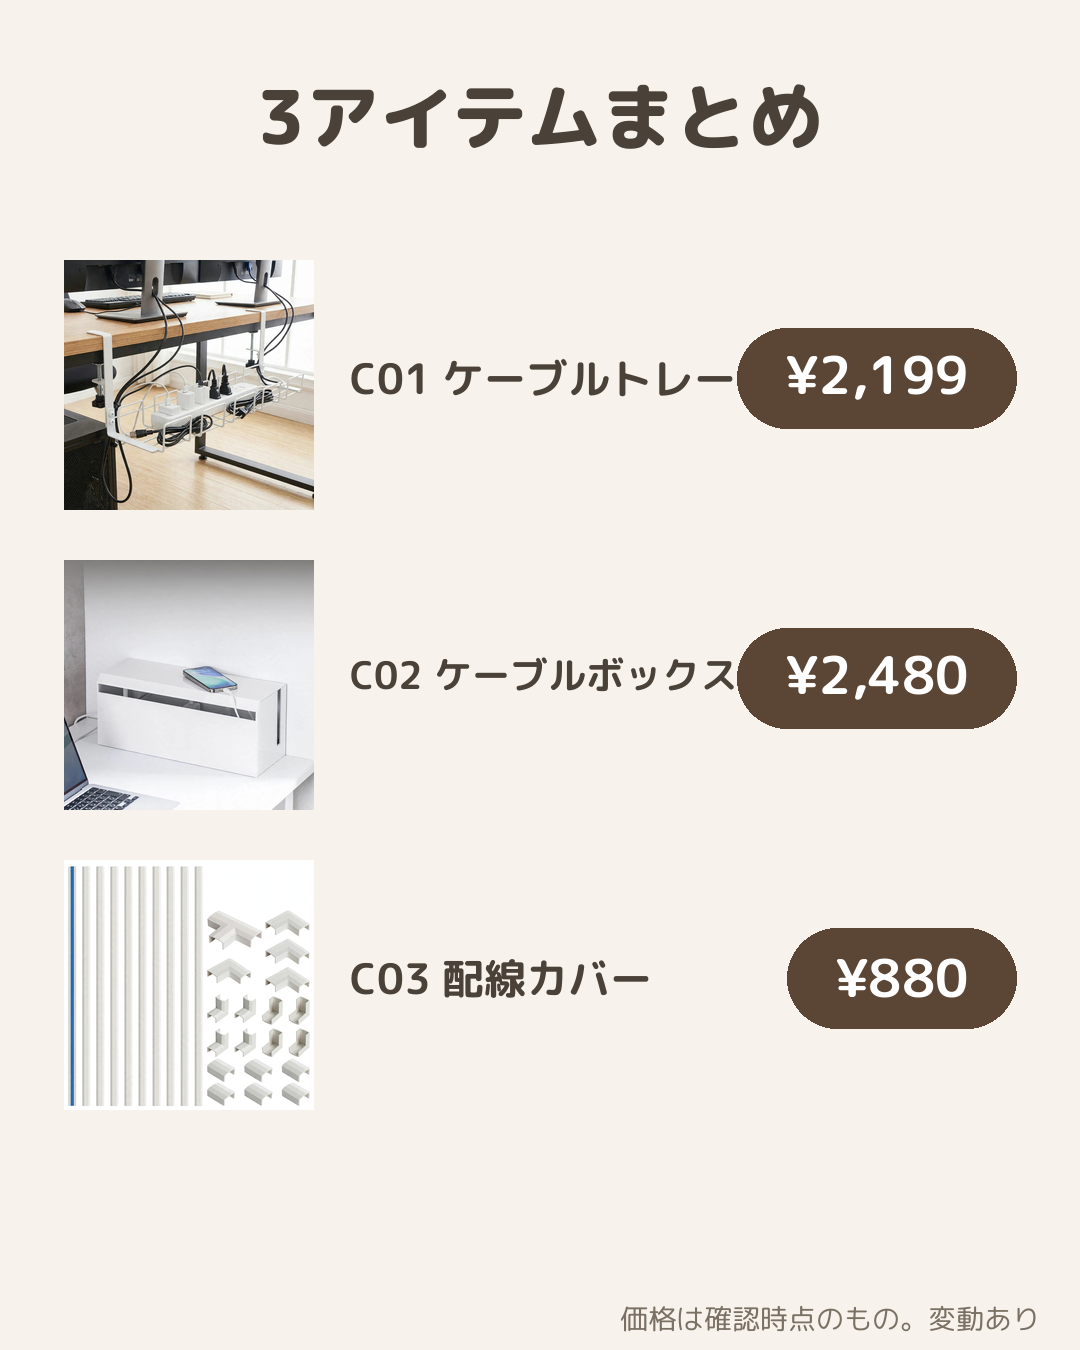 3アイテムまとめ
C01 ケーブルトレー ¥2,199
C02 ケーブルボックス ¥2,480
C03 配線カバー ¥880
価格は確認時点のもの。変動あり